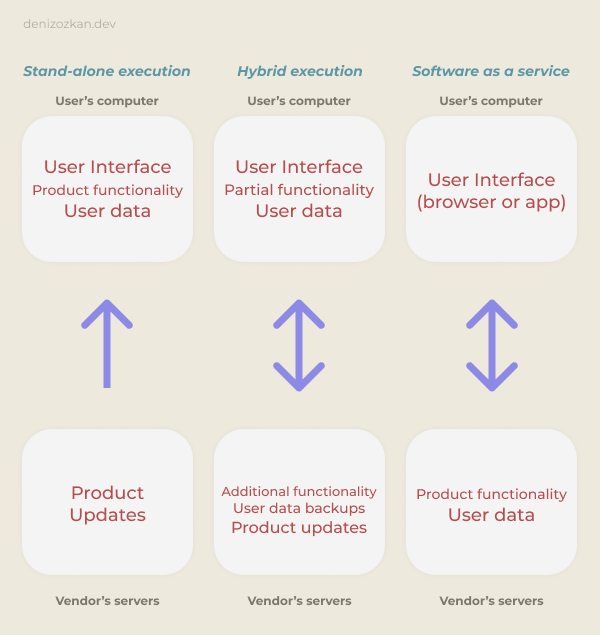 denizozkan.dev
Stand-alone execution
Hybrid execution
Software as a service
User's computer
User's computer
User's computer
User Interface
Product functionality
User data
User Interface
Partial functionality
User data
User Interface
(browser or app)
Product
Updates
Additional functionality
User data backups
Product updates
Product functionality
User data
Vendor's servers
Vendor's servers
Vendor's servers